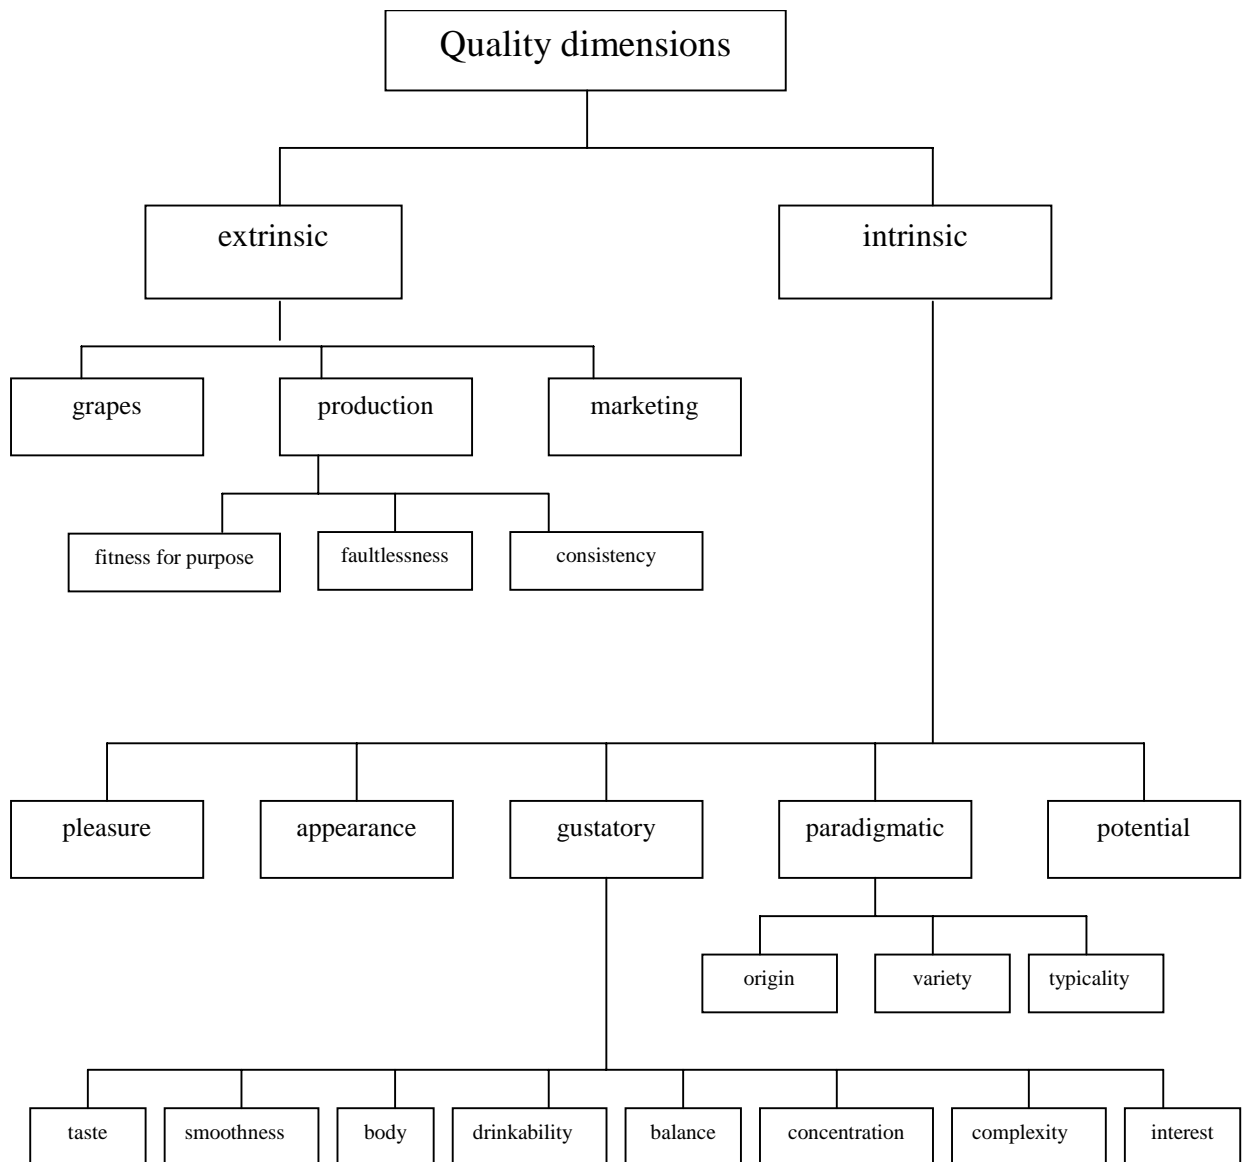 Quality dimensions
extrinsic
intrinsic
grapes
production
marketing
fitness for purpose
faultlessness
consistency
pleasure
appearance
gustatory
paradigmatic
potential
origin
variety
typicality
taste
smoothness
body
drinkability
balance
concentration
complexity
interest